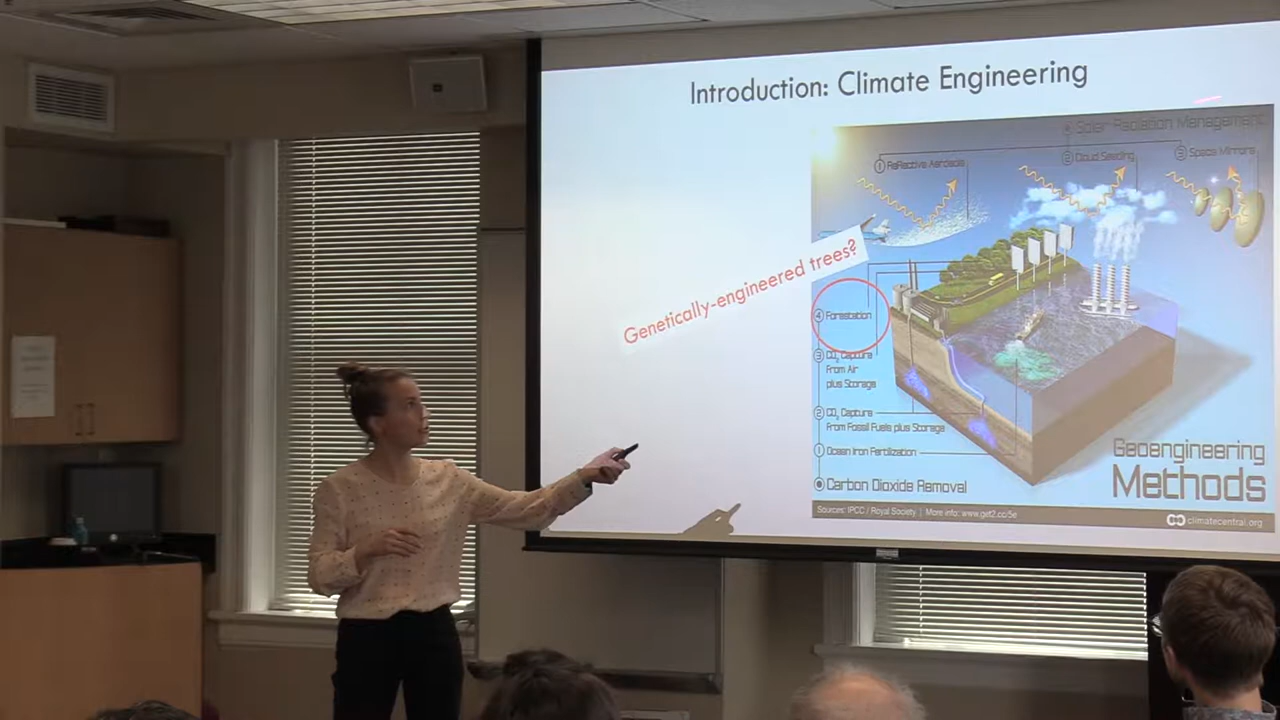 Introduction: Climate Engineering
Solar Radiation Management
1 Reflective Aerosols
2 Cloud Seeding
3 Space Mirrors
Genetically-engineered trees?
4 Forestation
3 CO₂ Capture
From Air
plus Storage
2 CO₂ Capture
From Fossil Fuels plus Storage
1 Ocean Iron Fertilization
Carbon Dioxide Removal
Geoengineering
Methods
Sources: IPCC / Royal Society | More info: www.get2.cc/5e
climatecentral.org